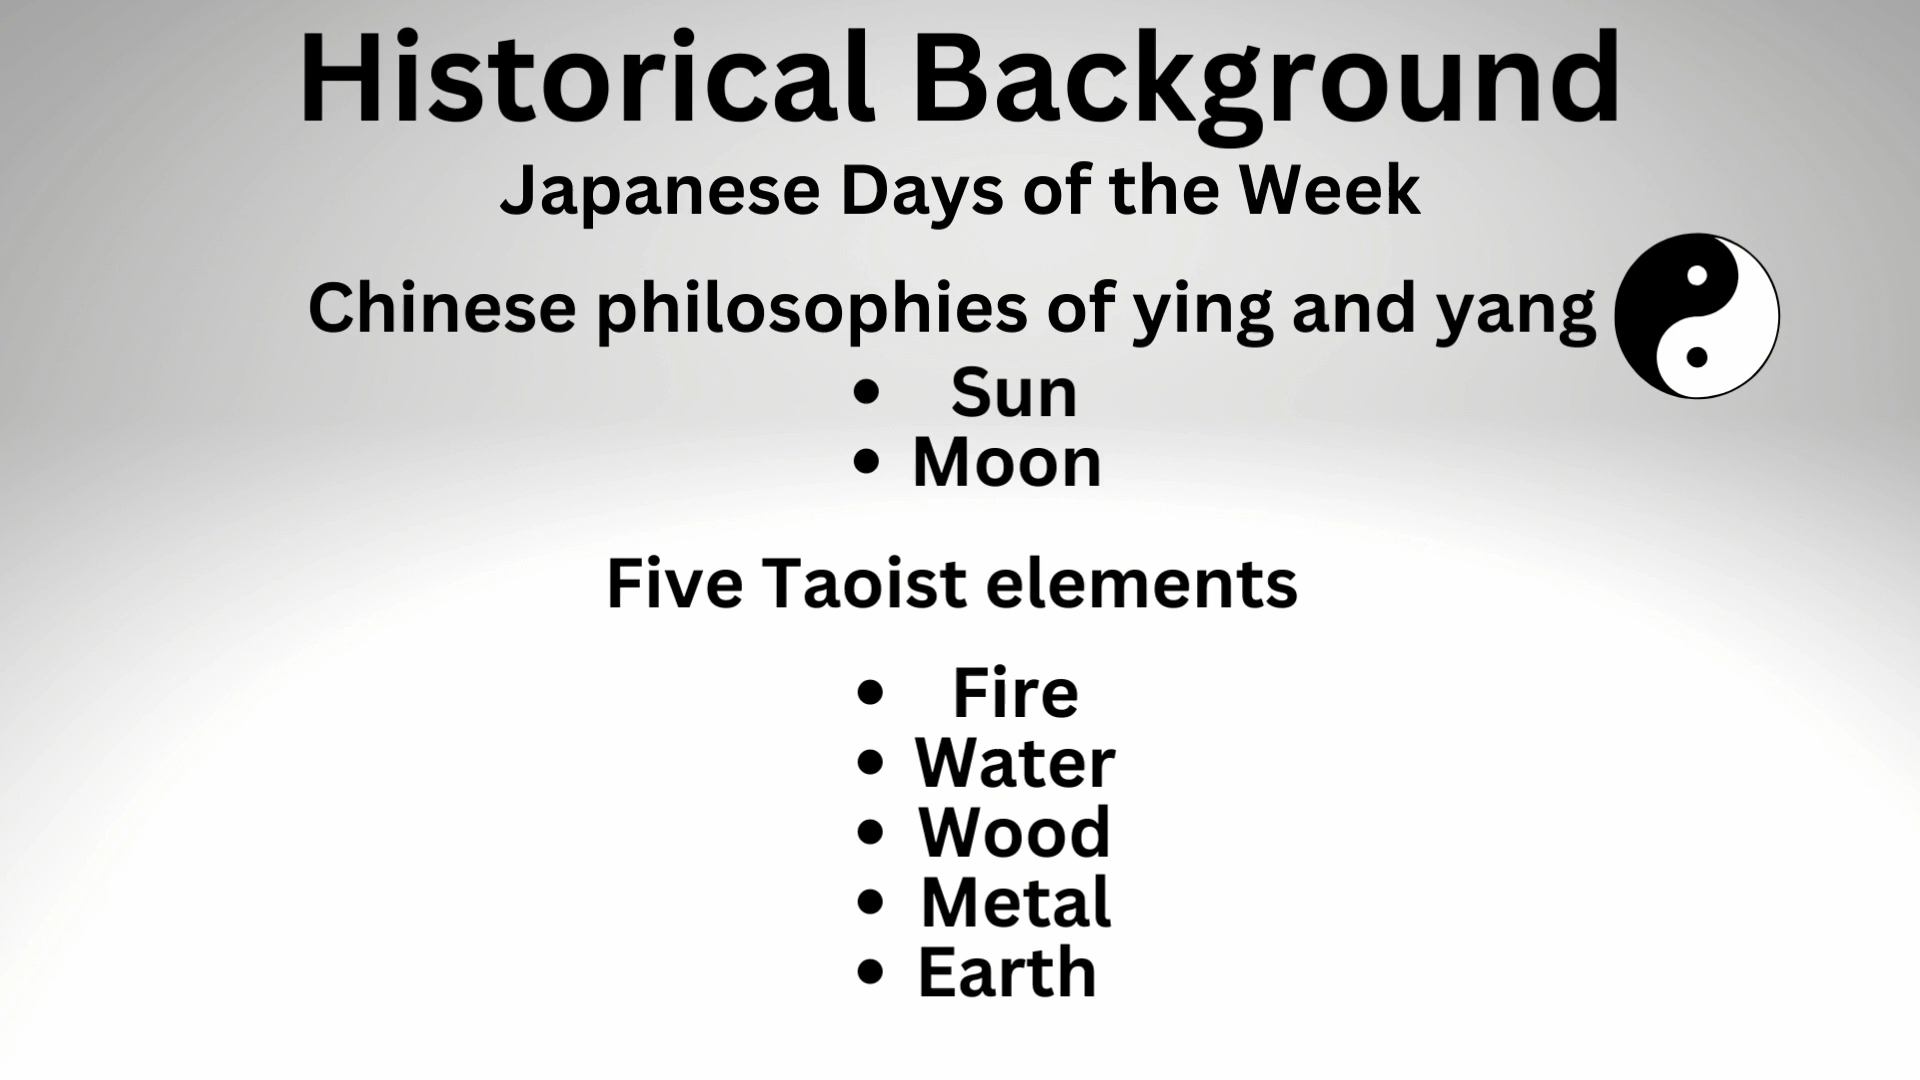 Historical Background
Japanese Days of the Week
Chinese philosophies of ying and yang
• Sun
• Moon
Five Taoist elements
• Fire
• Water
• Wood
• Metal
• Earth